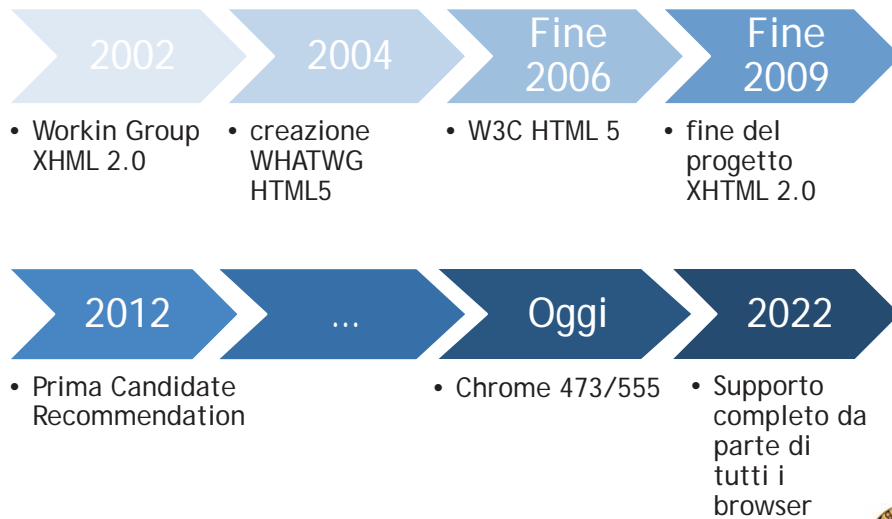 2002
2004
Fine
2006
Fine
2009
• Workin Group
XHML 2.0
• creazione
WHATWG
HTML5
• W3C HTML 5
• fine del
progetto
XHTML 2.0
2012
...
Oggi
2022
• Prima Candidate
Recommendation
• Chrome 473/555
• Supporto
completo da
parte di
tutti i
browser